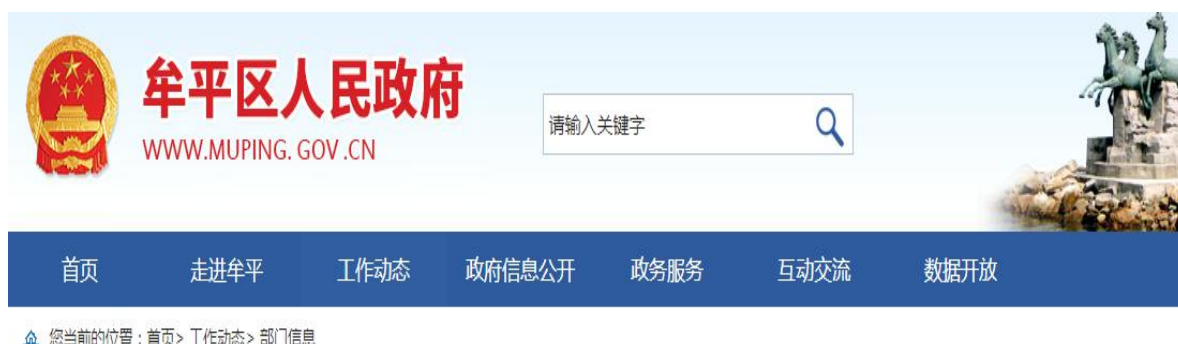 牟平区人民政府
WWW.MUPING.GOV.CN
请输入关键字
首页 走进牟平 工作动态 政府信息公开 政务服务 互动交流 数据开放
您当前的位置：首页> 工作动态> 部门信息